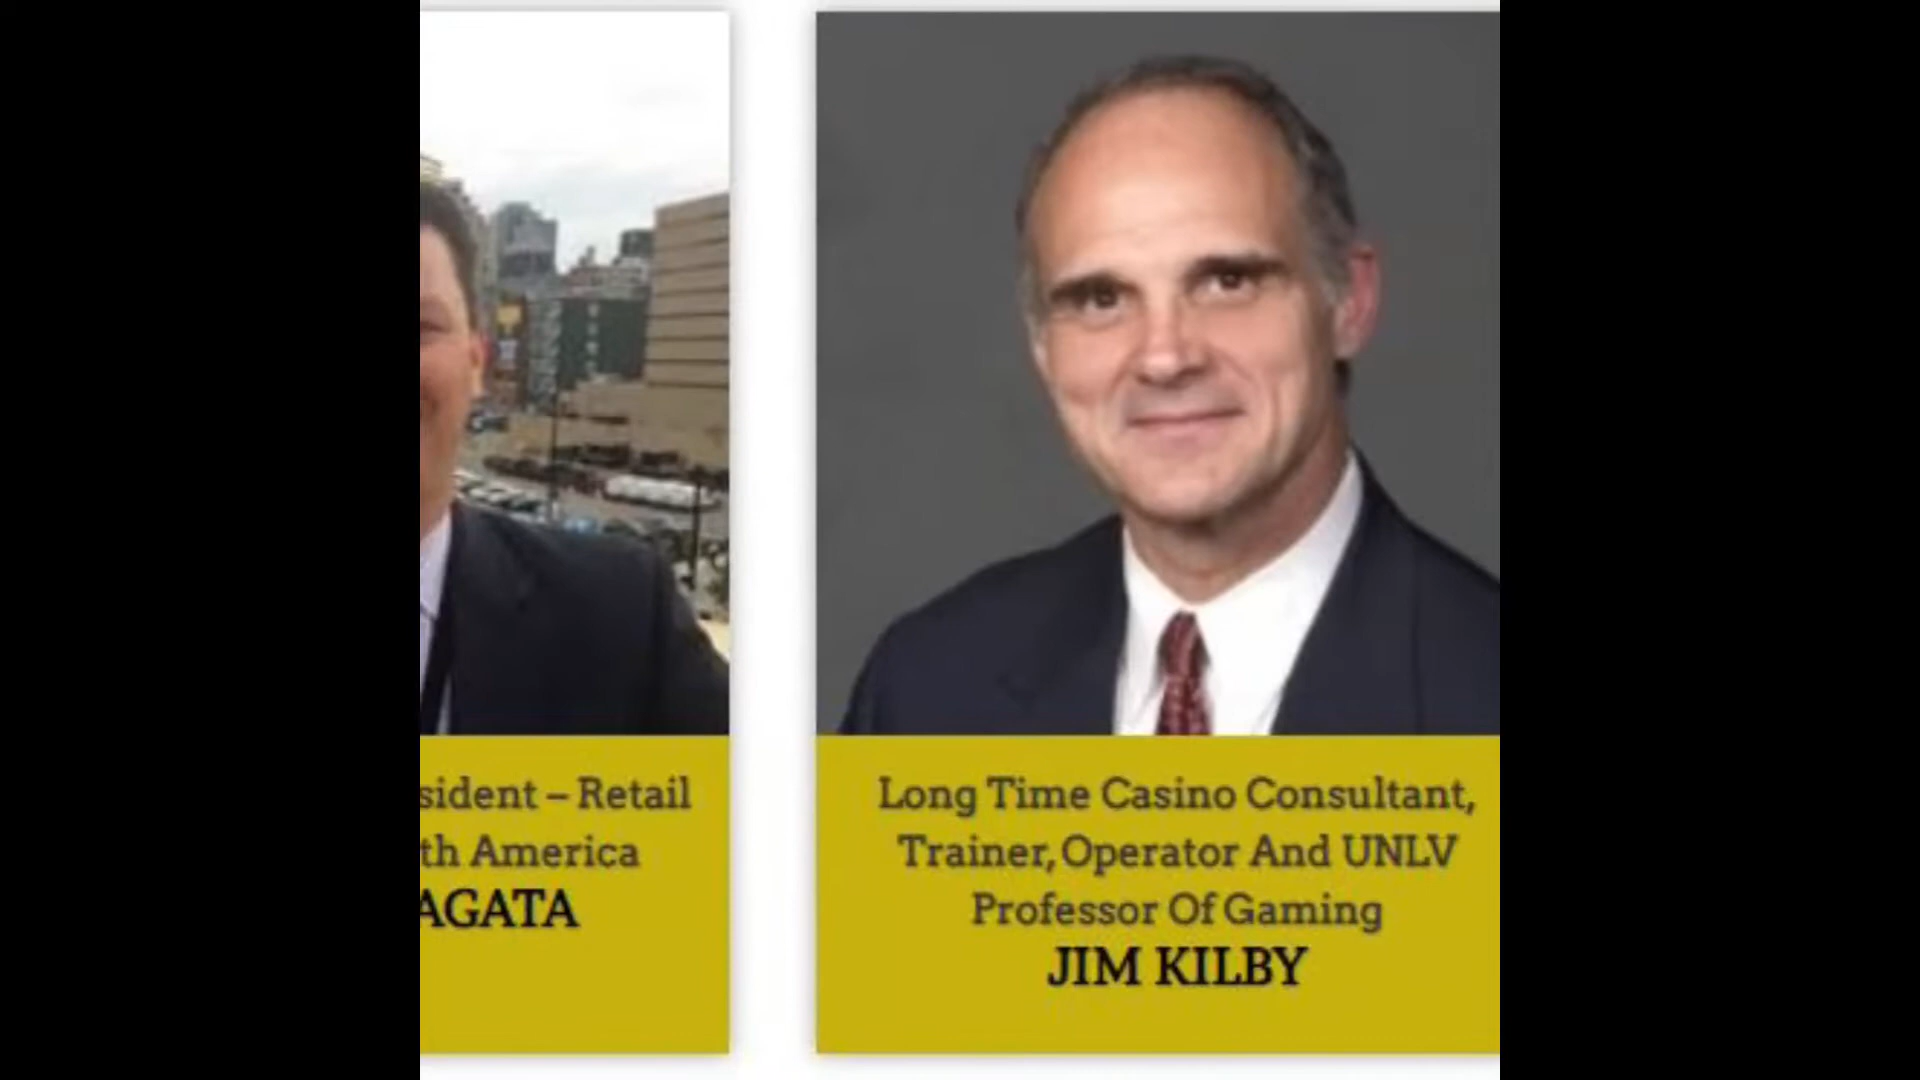 sident – Retail
th America
AGATA
Long Time Casino Consultant,
Trainer, Operator And UNLV
Professor Of Gaming
JIM KILBY